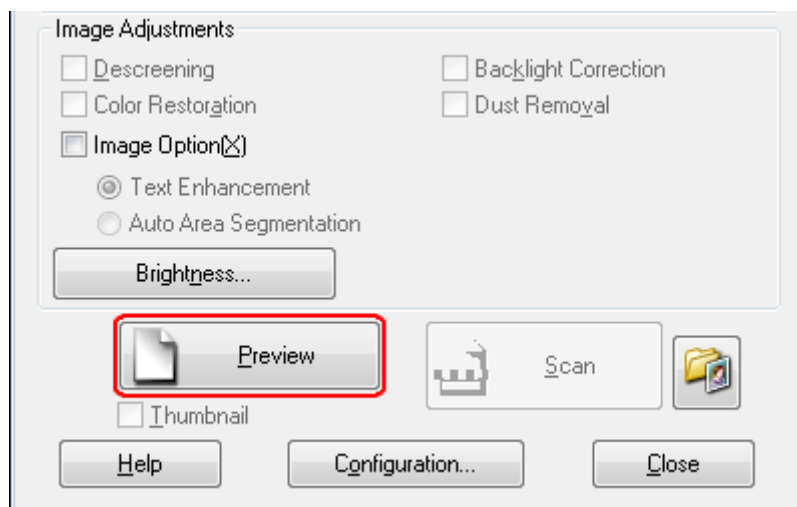 Image Adjustments
Descreening Backlight Correction
Color Restoration Dust Removal
Image Option(X)
Text Enhancement
Auto Area Segmentation
Brightness...
Preview Scan
Thumbnail
Help Configuration... Close